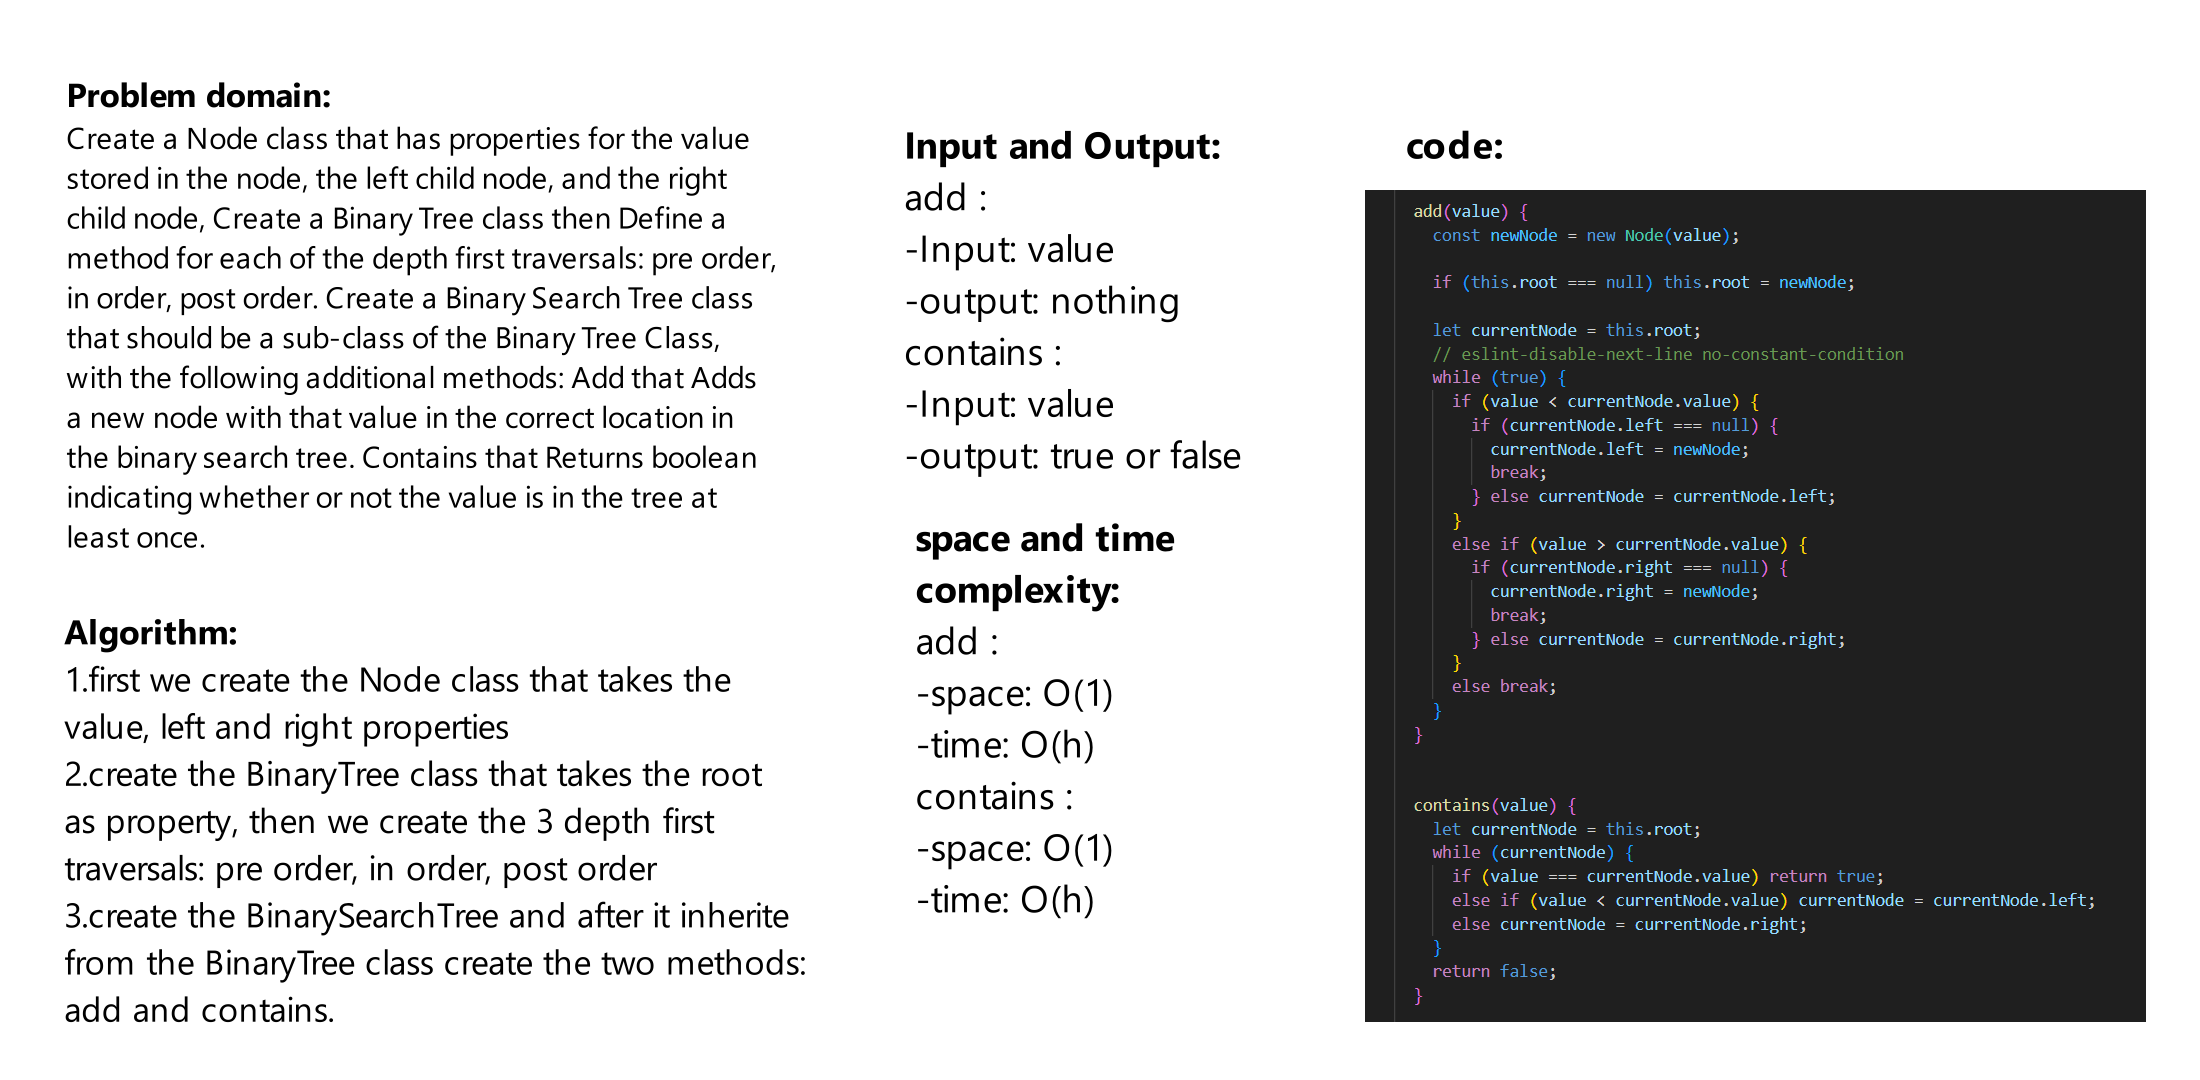 Problem domain:
Create a Node class that has properties for the value
stored in the node, the left child node, and the right
child node, Create a Binary Tree class then Define a
method for each of the depth first traversals: pre order,
in order, post order. Create a Binary Search Tree class
that should be a sub-class of the Binary Tree Class,
with the following additional methods: Add that Adds
a new node with that value in the correct location in
the binary search tree. Contains that Returns boolean
indicating whether or not the value is in the tree at
least once.
Algorithm:
1.first we create the Node class that takes the
value, left and right properties
2.create the BinaryTree class that takes the root
as property, then we create the 3 depth first
traversals: pre order, in order, post order
3.create the BinarySearchTree and after it inherite
from the BinaryTree class create the two methods:
add and contains.
Input and Output:
add :
-Input: value
-output: nothing
contains :
-Input: value
-output: true or false
space and time
complexity:
add :
-space: O(1)
-time: O(h)
contains :
-space: O(1)
-time: O(h)
code:
add(value) {
const newNode = new Node(value);
if (this.root === null) this.root = newNode;
let currentNode = this.root;
// eslint-disable-next-line no-constant-condition
while (true) {
if (value < currentNode.value) {
if (currentNode.left === null) {
currentNode.left = newNode;
break;
} else currentNode = currentNode.left;
}
else if (value > currentNode.value) {
if (currentNode.right === null) {
currentNode.right = newNode;
break;
} else currentNode = currentNode.right;
}
else break;
}
}
contains(value) {
let currentNode = this.root;
while (currentNode) {
if (value === currentNode.value) return true;
else if (value < currentNode.value) currentNode = currentNode.left;
else currentNode = currentNode.right;
}
return false;
}